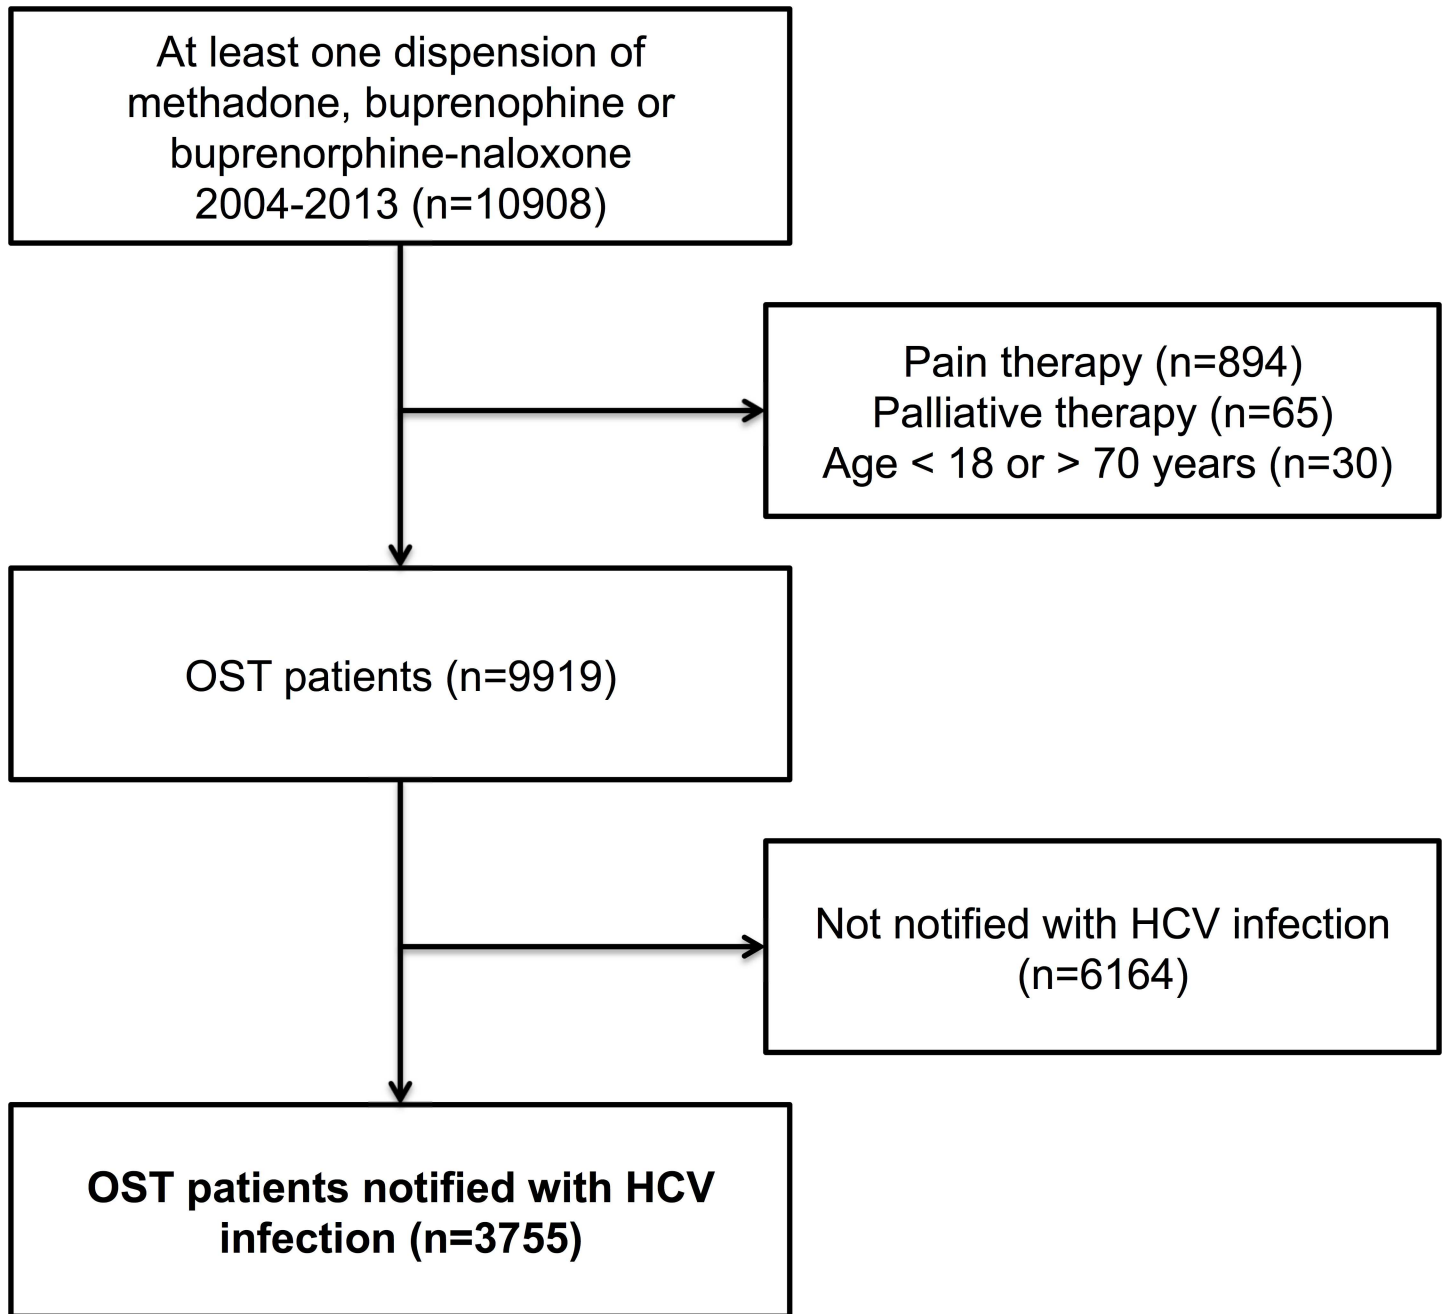 At least one dispension of
methadone, buprenophine or
buprenorphine-naloxone
2004-2013 (n=10908)
Pain therapy (n=894)
Palliative therapy (n=65)
Age < 18 or > 70 years (n=30)
OST patients (n=9919)
Not notified with HCV infection
(n=6164)
OST patients notified with HCV
infection (n=3755)